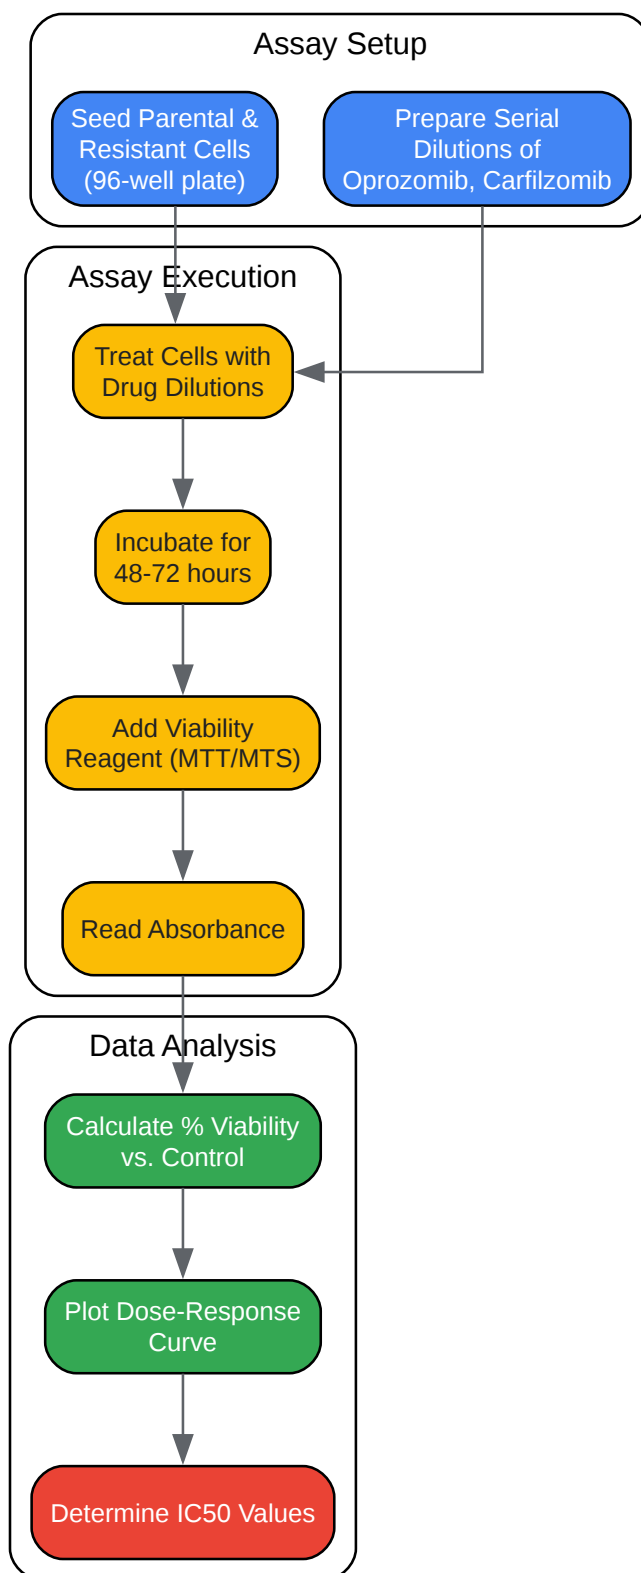 Assay Setup
Seed Parental &
Resistant Cells
(96-well plate)
Prepare Serial
Dilutions of
Oprozomib, Carfilzomib
Assay Execution
Treat Cells with
Drug Dilutions
Incubate for
48-72 hours
Add Viability
Reagent (MTT/MTS)
Read Absorbance
Data Analysis
Calculate % Viability
vs. Control
Plot Dose-Response
Curve
Determine IC50 Values